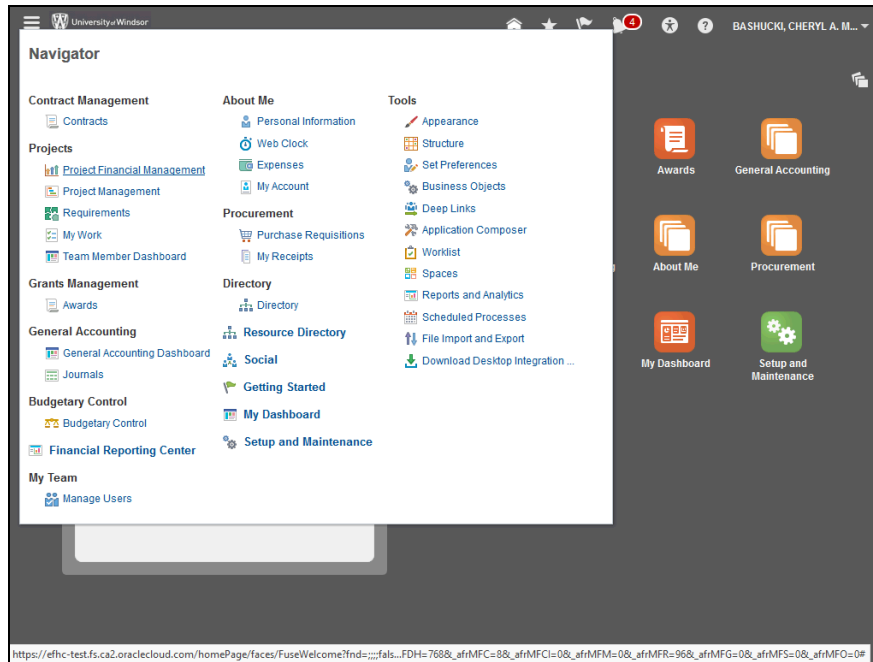 University of Windsor
4
?
BASHUCKI, CHERYL A. M...
Navigator
Contract Management
Contracts
Projects
Project Financial Management
Project Management
Requirements
My Work
Team Member Dashboard
Grants Management
Awards
General Accounting
General Accounting Dashboard
Journals
Budgetary Control
Budgetary Control
Financial Reporting Center
My Team
Manage Users
About Me
Personal Information
Web Clock
Expenses
My Account
Procurement
Purchase Requisitions
My Receipts
Directory
Directory
Resource Directory
Social
Getting Started
My Dashboard
Setup and Maintenance
Tools
Appearance
Structure
Set Preferences
Business Objects
Deep Links
Application Composer
Worklist
Spaces
Reports and Analytics
Scheduled Processes
File Import and Export
Download Desktop Integration ...
Awards
General Accounting
About Me
Procurement
My Dashboard
Setup and
Maintenance
https://efhc-test.fs.ca2.oraclecloud.com/homePage/faces/FuseWelcome?fnd=;;;;fals...FDH=768&_afrMFC=8&_afrMFCI=0&_afrMFM=0&_afrMFR=96&_afrMFG=0&_afrMFS=0&_afrMFO=0#